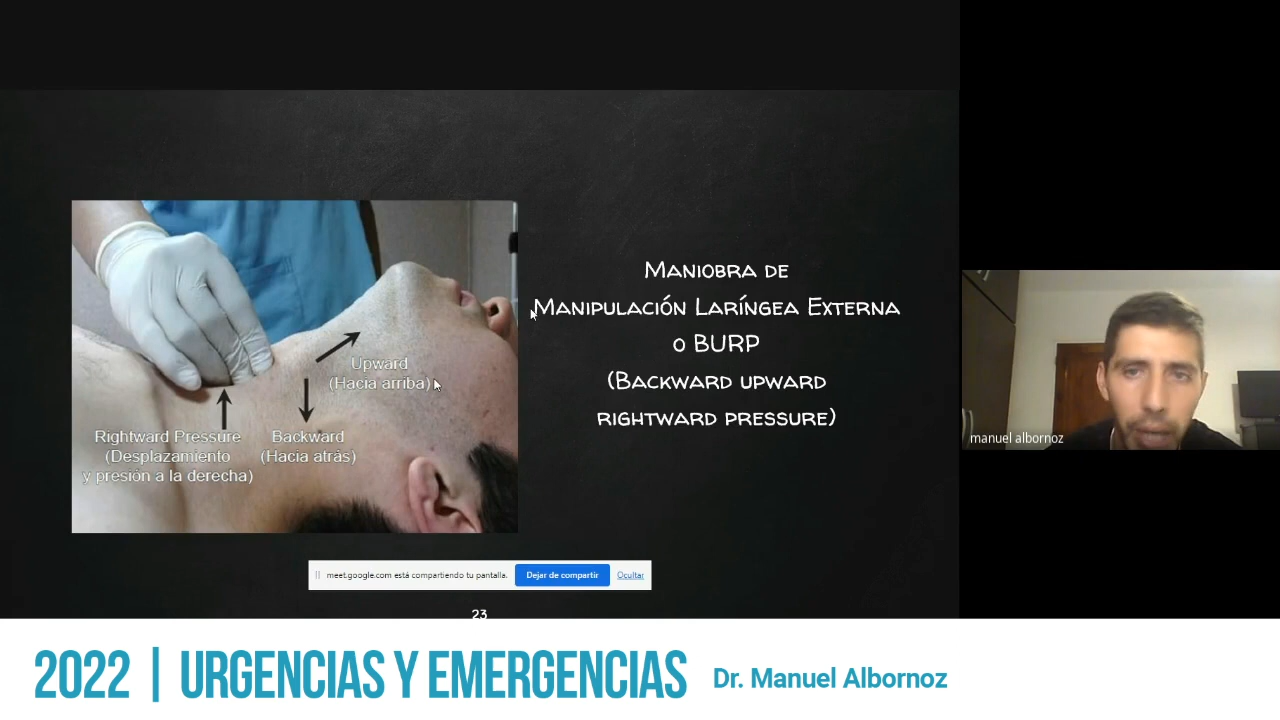 Maniobra de
Manipulación Laríngea Externa
o BURP
(Backward upward
rightward pressure)
Upward
(Hacia arriba)
Rightward Pressure
(Desplazamiento
y presión a la derecha)
Backward
(Hacia atrás)
manuel albornoz
meet.google.com está compartiendo tu pantalla.
Dejar de compartir
Ocultar
23
2022 | URGENCIAS Y EMERGENCIAS
Dr. Manuel Albornoz